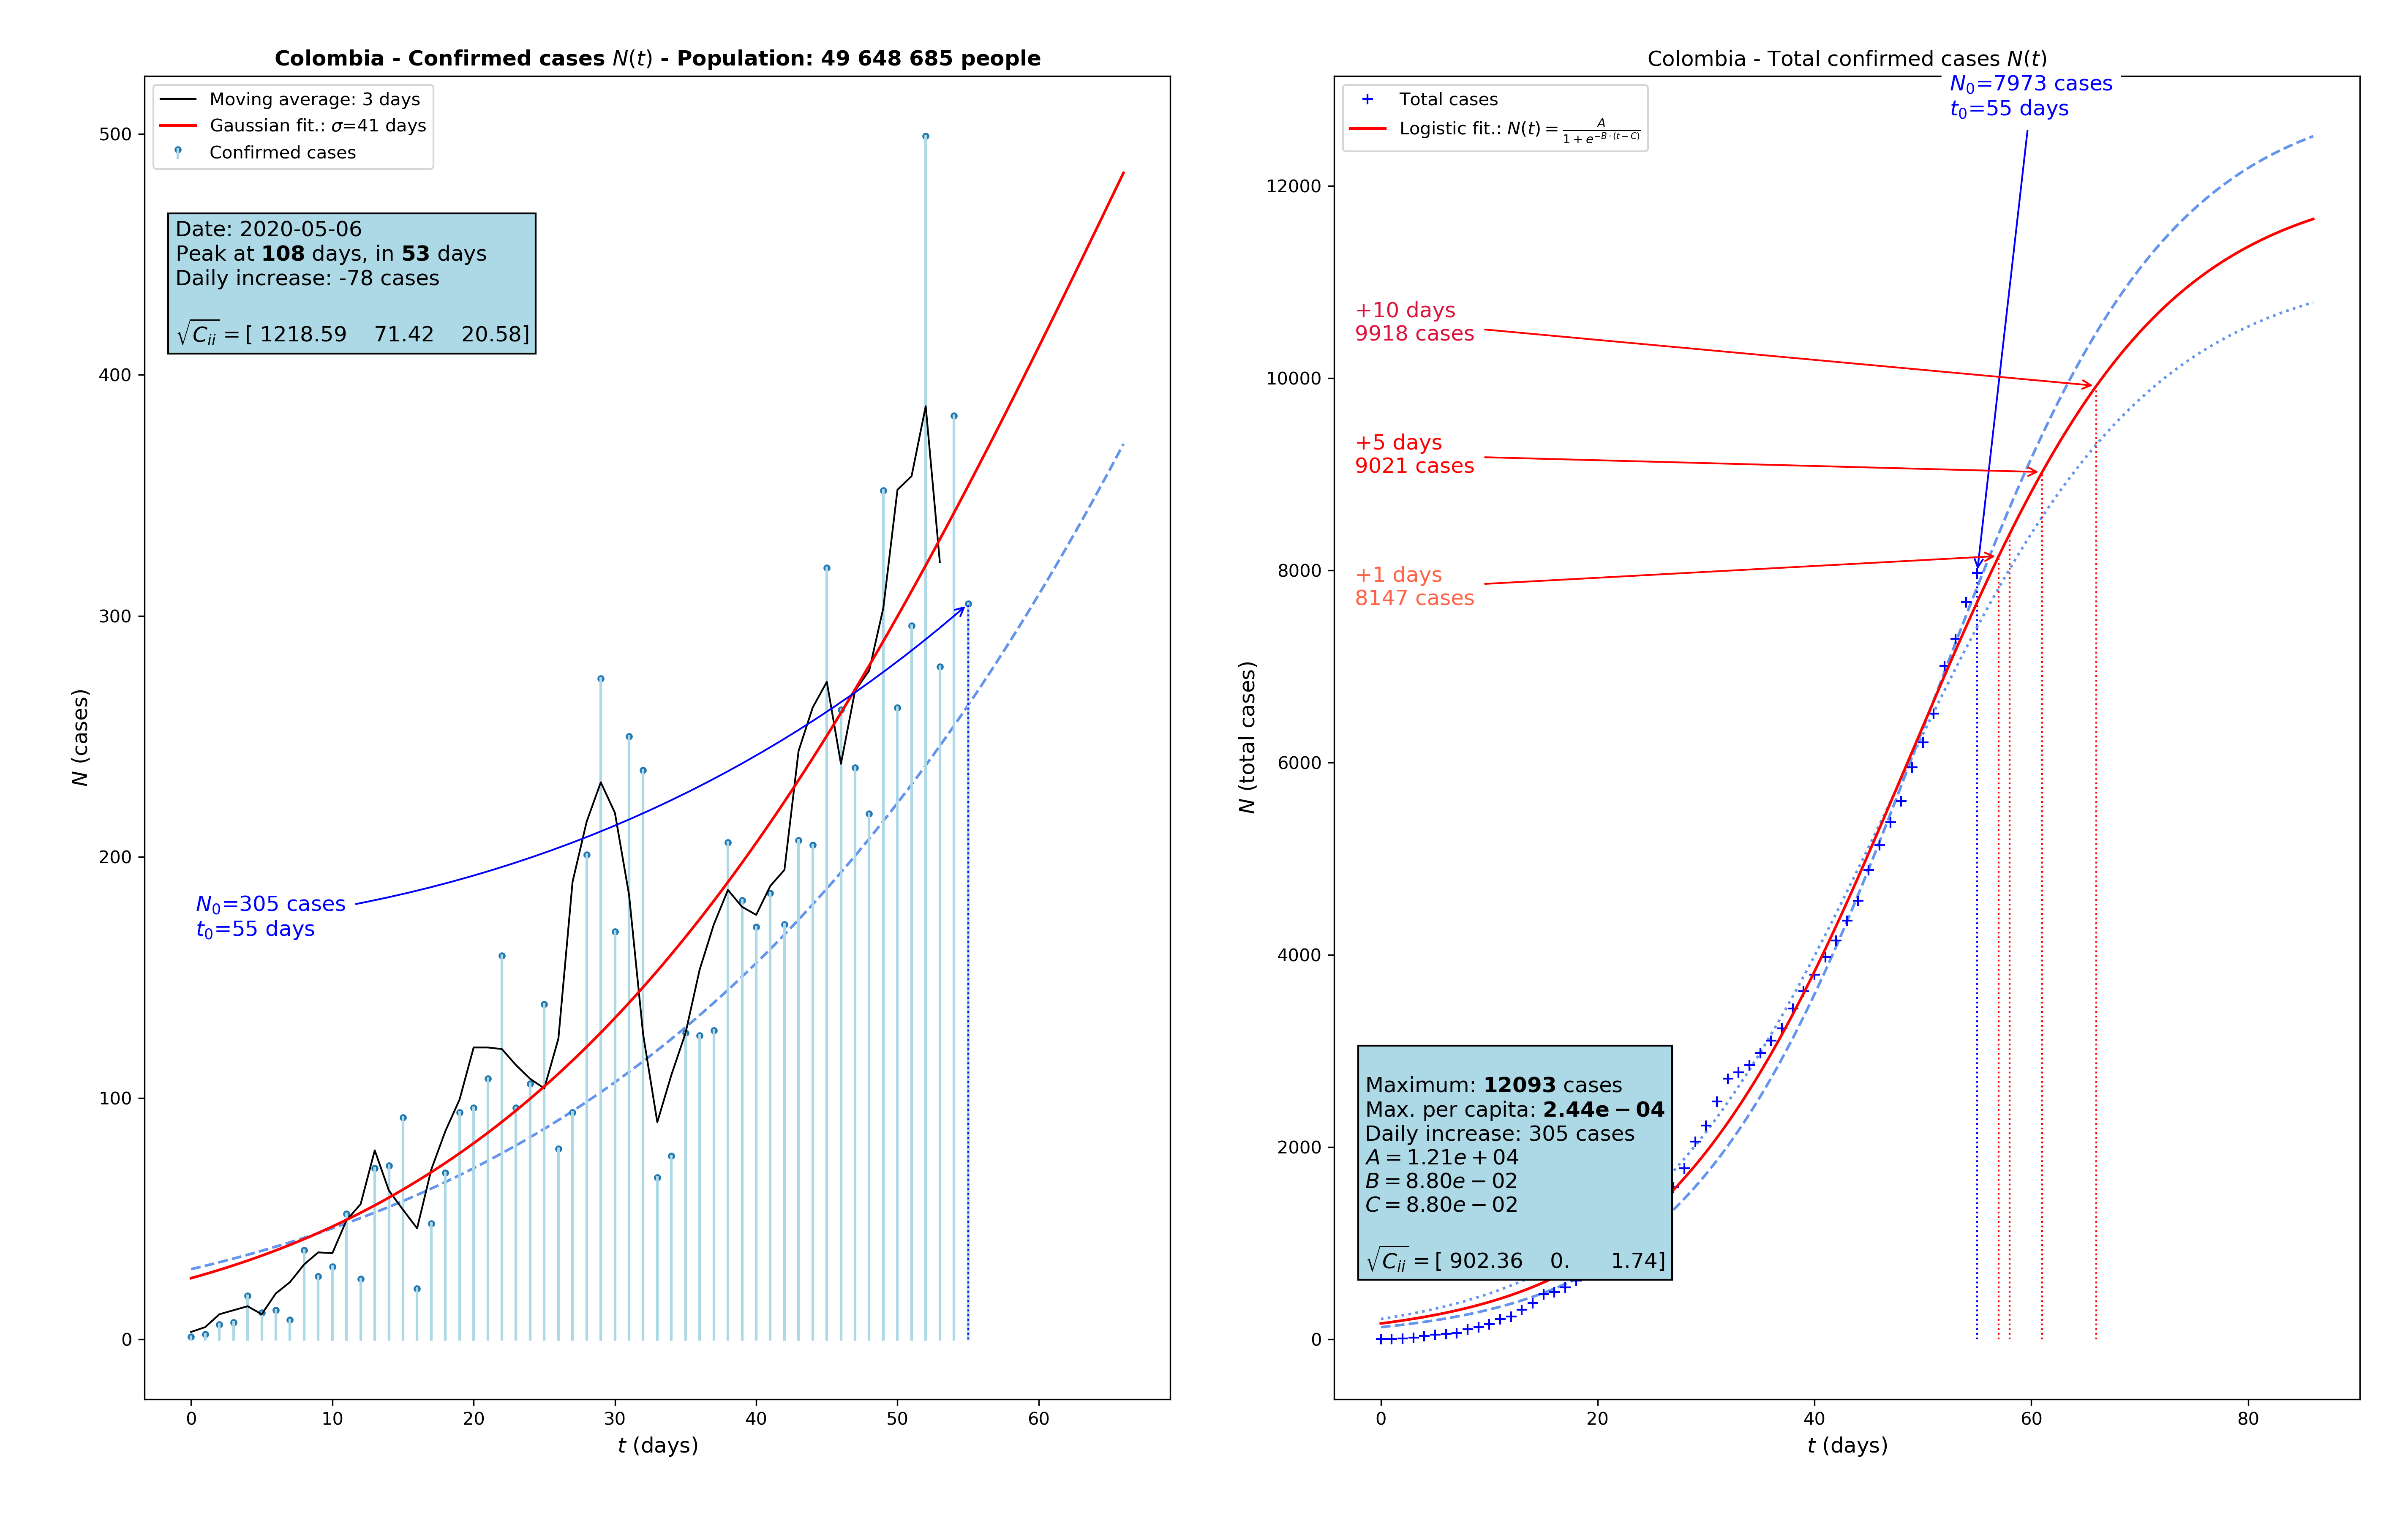 Colombia - Confirmed cases N(t) - Population: 49 648 685 people
Moving average: 3 days
Gaussian fit.: σ=41 days
Confirmed cases
Date: 2020-05-06
Peak at 108 days, in 53 days
Daily increase: -78 cases
√C_ii = [ 1218.59 71.42 20.58]
N_0=305 cases
t_0=55 days
500
400
300
200
100
0
N (cases)
0 10 20 30 40 50 60
t (days)
Colombia - Total confirmed cases N(t)
N_0=7973 cases
t_0=55 days
Total cases
Logistic fit.: N(t) = A / (1 + e^{-B·(t-C)})
+10 days
9918 cases
+5 days
9021 cases
+1 days
8147 cases
Maximum: 12093 cases
Max. per capita: 2.44e − 04
Daily increase: 305 cases
A = 1.21e + 04
B = 8.80e − 02
C = 8.80e − 02
√C_ii = [ 902.36 0. 1.74]
12000
10000
8000
6000
4000
2000
0
N (total cases)
0 20 40 60 80
t (days)